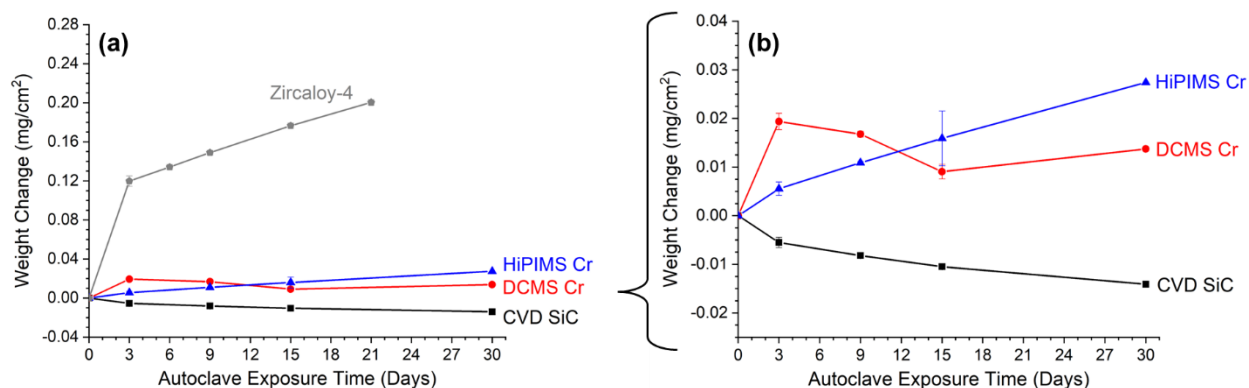 (a)
Weight Change (mg/cm²)
0.28
0.24
0.20
0.16
0.12
0.08
0.04
0.00
-0.04
Zircaloy-4
HiPIMS Cr
DCMS Cr
CVD SiC
0 3 6 9 12 15 18 21 24 27 30
Autoclave Exposure Time (Days)
(b)
Weight Change (mg/cm²)
0.04
0.03
0.02
0.01
0.00
-0.01
-0.02
HiPIMS Cr
DCMS Cr
CVD SiC
0 3 6 9 12 15 18 21 24 27 30
Autoclave Exposure Time (Days)